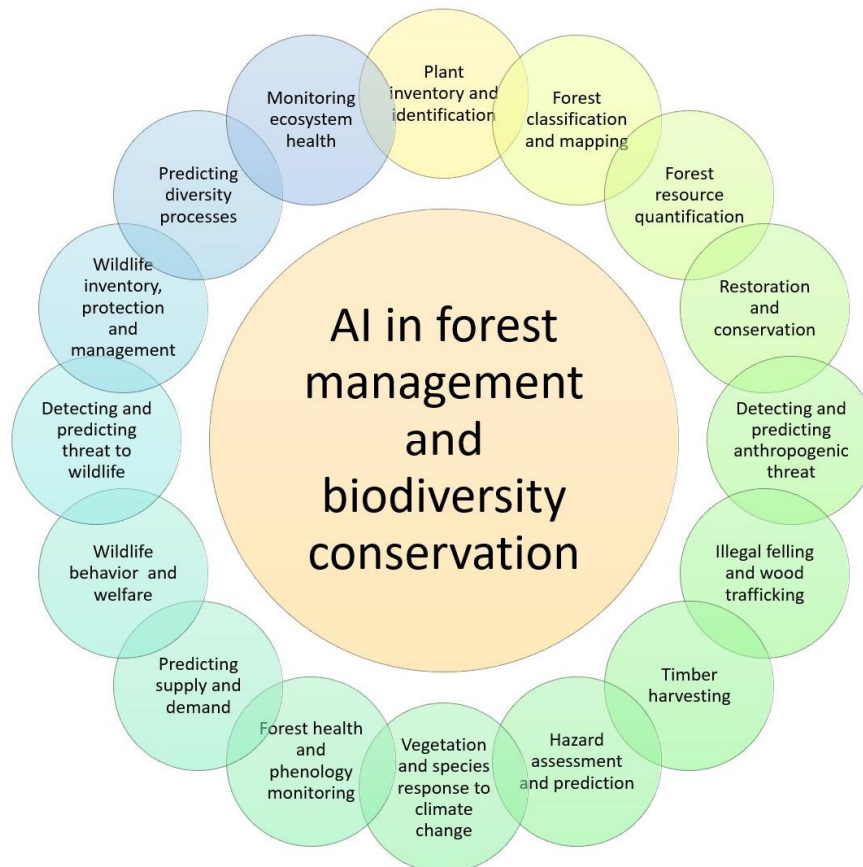 Plant
inventory and
identification
Forest
classification
and mapping
Forest
resource
quantification
Restoration
and
conservation
Detecting and
predicting
anthropogenic
threat
Illegal felling
and wood
trafficking
Timber
harvesting
Hazard
assessment
and prediction
Vegetation
and species
response to
climate
change
Forest health
and
phenology
monitoring
Predicting
supply and
demand
Wildlife
behavior and
welfare
Detecting and
predicting
threat to
wildlife
Wildlife
inventory,
protection
and
management
Predicting
diversity
processes
Monitoring
ecosystem
health
AI in forest
management
and
biodiversity
conservation